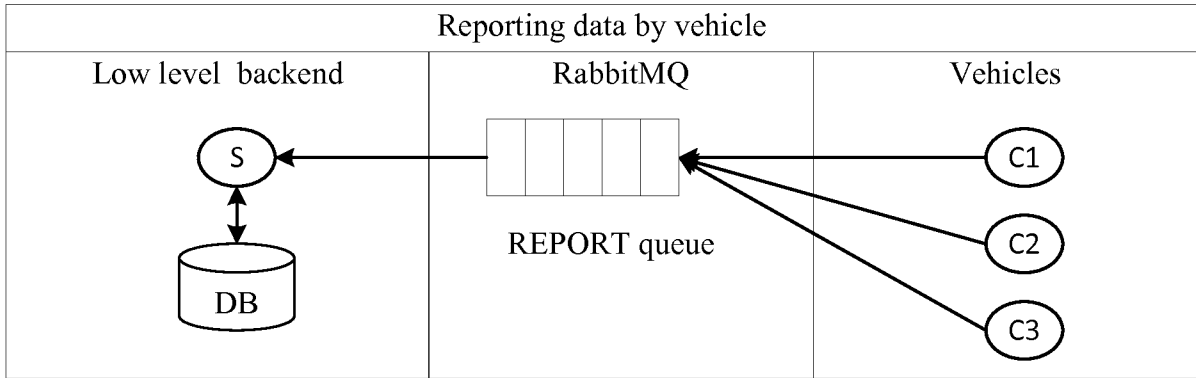 Reporting data by vehicle
Low level backend
RabbitMQ
Vehicles
S
C1
C2
REPORT queue
DB
C3